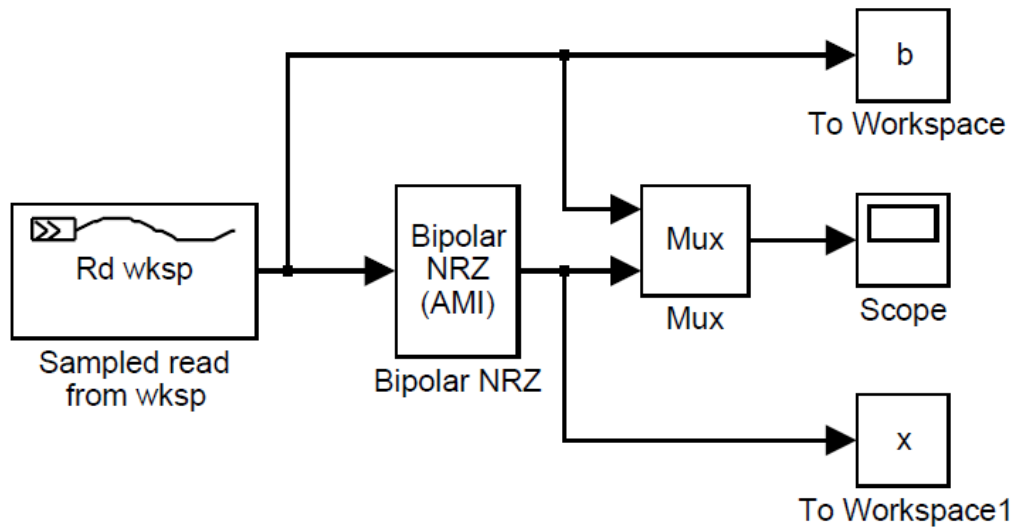 b
To Workspace
Rd wksp
Sampled read
from wksp
Bipolar
NRZ
(AMI)
Bipolar NRZ
Mux
Mux
Scope
x
To Workspace1